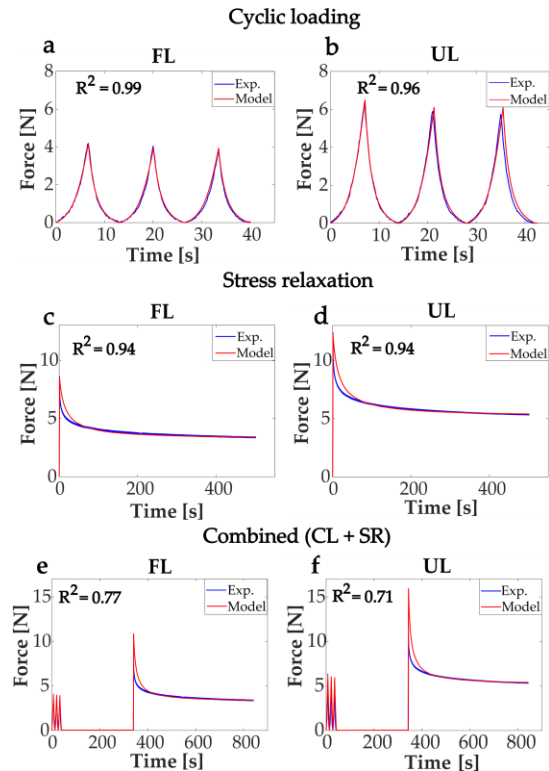 Cyclic loading
a FL
R² = 0.99
Exp.
Model
Force [N]
8
6
4
2
0
0 10 20 30 40
Time [s]
b UL
R² = 0.96
Exp.
Model
Force [N]
8
6
4
2
0
0 10 20 30 40
Time [s]
Stress relaxation
c FL
R² = 0.94
Exp.
Model
Force [N]
10
5
0
0 200 400
Time [s]
d UL
R² = 0.94
Exp.
Model
Force [N]
10
5
0
0 200 400
Time [s]
Combined (CL + SR)
e FL
R² = 0.77
Exp.
Model
Force [N]
15
10
5
0
0 200 400 600 800
Time [s]
f UL
R² = 0.71
Exp.
Model
Force [N]
15
10
5
0
0 200 400 600 800
Time [s]